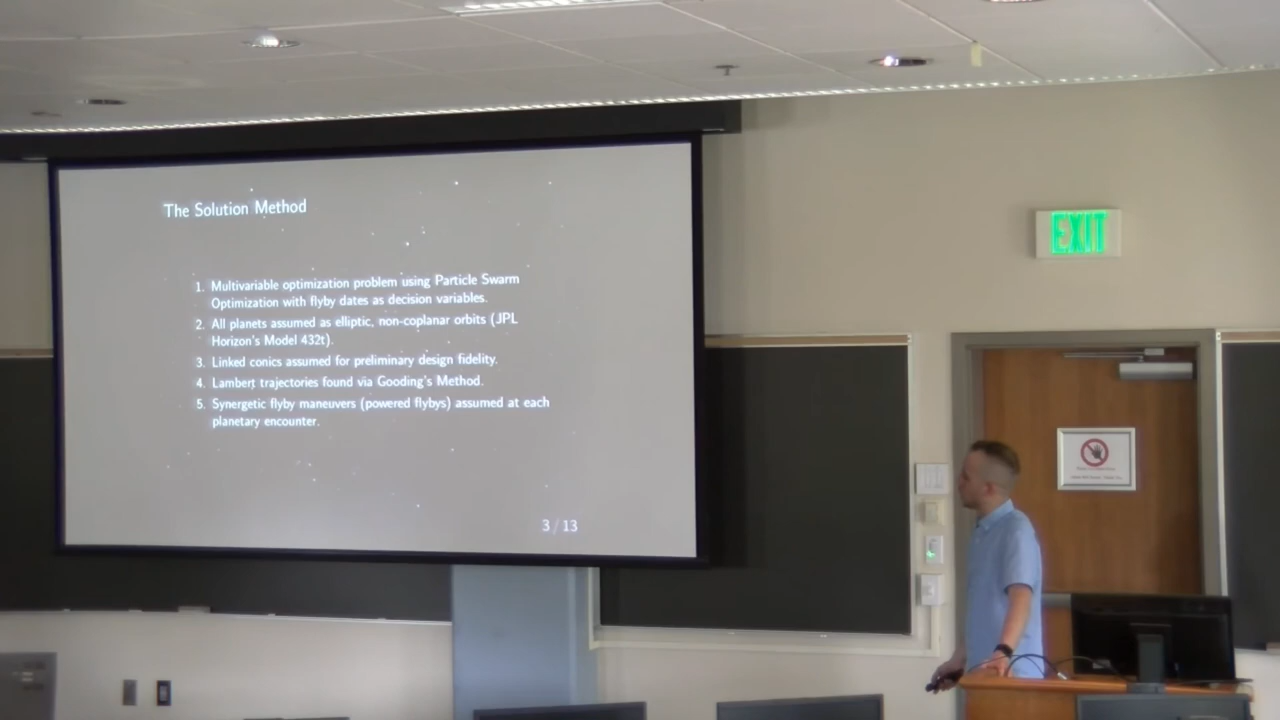 The Solution Method
1. Multivariable optimization problem using Particle Swarm
Optimization with flyby dates as decision variables.
2. All planets assumed as elliptic, non-coplanar orbits (JPL
Horizon's Model 432t).
3. Linked conics assumed for preliminary design fidelity.
4. Lambert trajectories found via Gooding's Method.
5. Synergetic flyby maneuvers (powered flybys) assumed at each
planetary encounter.
3 / 13
EXIT